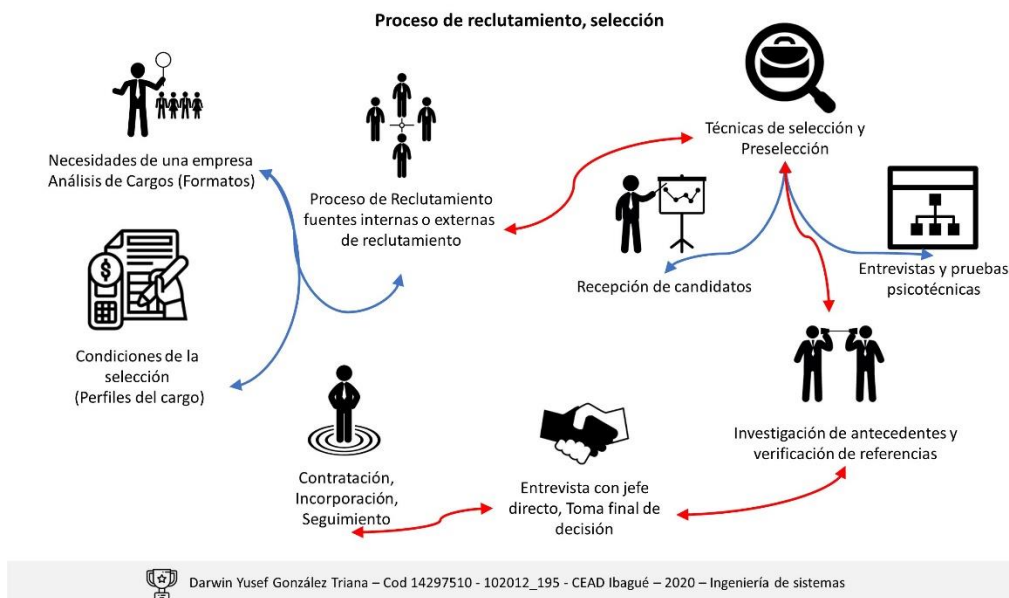 Proceso de reclutamiento, selección
Necesidades de una empresa
Análisis de Cargos (Formatos)
Proceso de Reclutamiento
fuentes internas o externas
de reclutamiento
Técnicas de selección y
Preselección
Recepción de candidatos
Entrevistas y pruebas
psicotécnicas
$
Condiciones de la
selección
(Perfiles del cargo)
Investigación de antecedentes y
verificación de referencias
Entrevista con jefe
directo, Toma final de
decisión
Contratación,
Incorporación,
Seguimiento
Darwin Yusef González Triana – Cod 14297510 - 102012_195 - CEAD Ibagué – 2020 – Ingeniería de sistemas